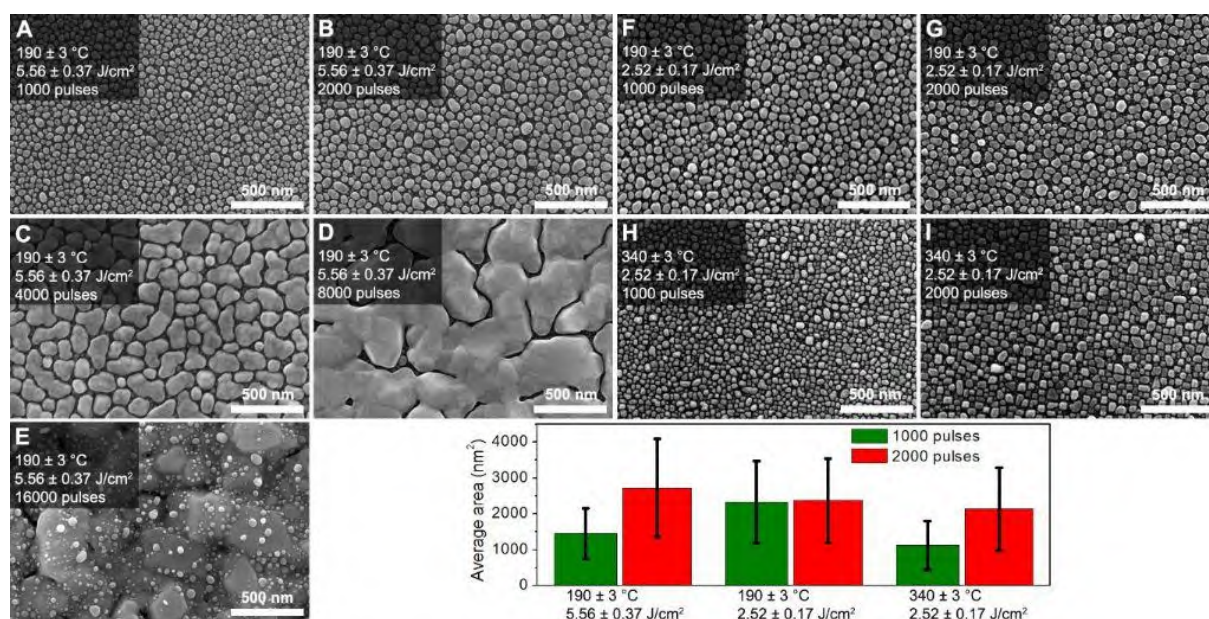 A
190 ± 3 °C
5.56 ± 0.37 J/cm²
1000 pulses
500 nm
B
190 ± 3 °C
5.56 ± 0.37 J/cm²
2000 pulses
500 nm
F
190 ± 3 °C
2.52 ± 0.17 J/cm²
1000 pulses
500 nm
G
190 ± 3 °C
2.52 ± 0.17 J/cm²
2000 pulses
500 nm
C
190 ± 3 °C
5.56 ± 0.37 J/cm²
4000 pulses
500 nm
D
190 ± 3 °C
5.56 ± 0.37 J/cm²
8000 pulses
500 nm
H
340 ± 3 °C
2.52 ± 0.17 J/cm²
1000 pulses
500 nm
I
340 ± 3 °C
2.52 ± 0.17 J/cm²
2000 pulses
500 nm
E
190 ± 3 °C
5.56 ± 0.37 J/cm²
16000 pulses
500 nm
Average area (nm²)
4000
3000
2000
1000
0
1000 pulses
2000 pulses
190 ± 3 °C
5.56 ± 0.37 J/cm²
190 ± 3 °C
2.52 ± 0.17 J/cm²
340 ± 3 °C
2.52 ± 0.17 J/cm²